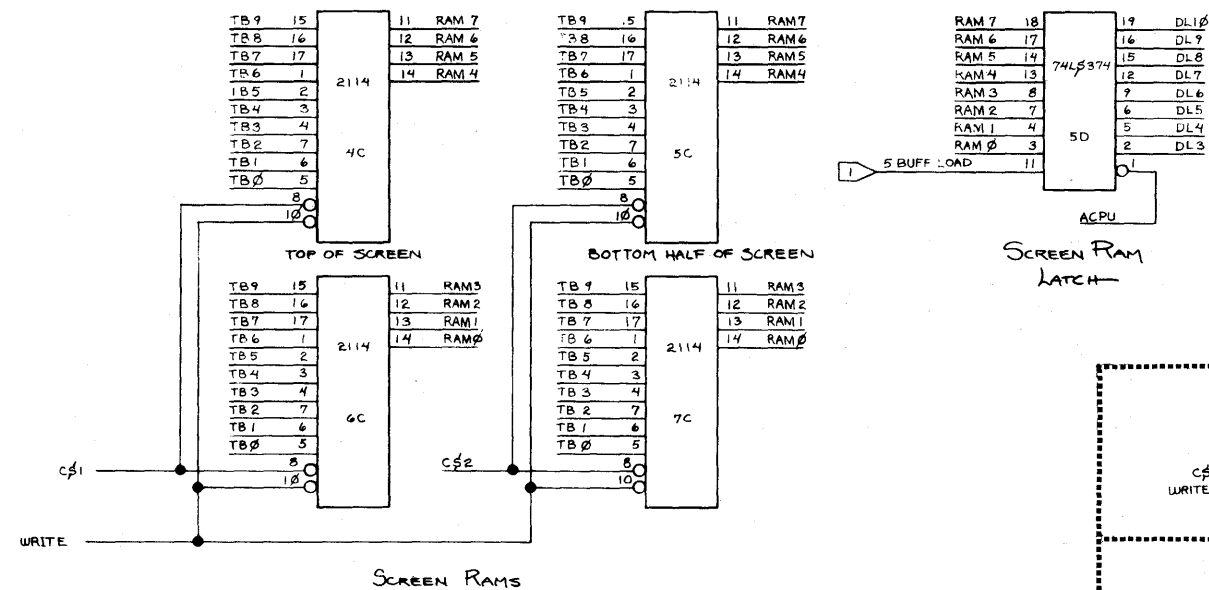 TB9 15
TB8 16
TB7 17
TB6 1
IB5 2
TB4 3
TB3 4
TB2 7
TB1 6
TBØ 5
8
1Ø
2114
4C
11 RAM 7
12 RAM 6
13 RAM 5
14 RAM 4
TOP OF SCREEN
TB9 .5
'38 16
TB7 17
TB6 1
TB5 2
TB4 3
TB3 4
TB2 7
TB1 6
TBØ 5
8
1Ø
2114
5C
11 RAM7
12 RAM6
13 RAM5
14 RAM4
BOTTOM HALF OF SCREEN
RAM 7 18
RAM 6 17
RAM 5 14
RAM 4 13
RAM 3 8
RAM 2 7
RAM 1 4
RAM Ø 3
1 5 BUFF LOAD 11
74L$374
5D
19 DL1Ø
16 DL9
15 DL8
12 DL7
9 DL6
6 DL5
5 DL4
2 DL3
1
ACPU
SCREEN RAM
LATCH
TB9 15
TB8 16
TB7 17
TB6 1
TB5 2
TB4 3
TB3 4
TB2 7
TB1 6
TBØ 5
8
1Ø
2114
6C
11 RAM3
12 RAM2
13 RAM1
14 RAMØ
C$1
WRITE
TB9 15
TB8 16
TB7 17
TB6 1
TB5 2
TB4 3
TB3 4
TB2 7
TB1 6
TBØ 5
8
10
2114
7C
11 RAM3
12 RAM2
13 RAM1
14 RAMØ
C$2
SCREEN RAMS
C$
WRITE